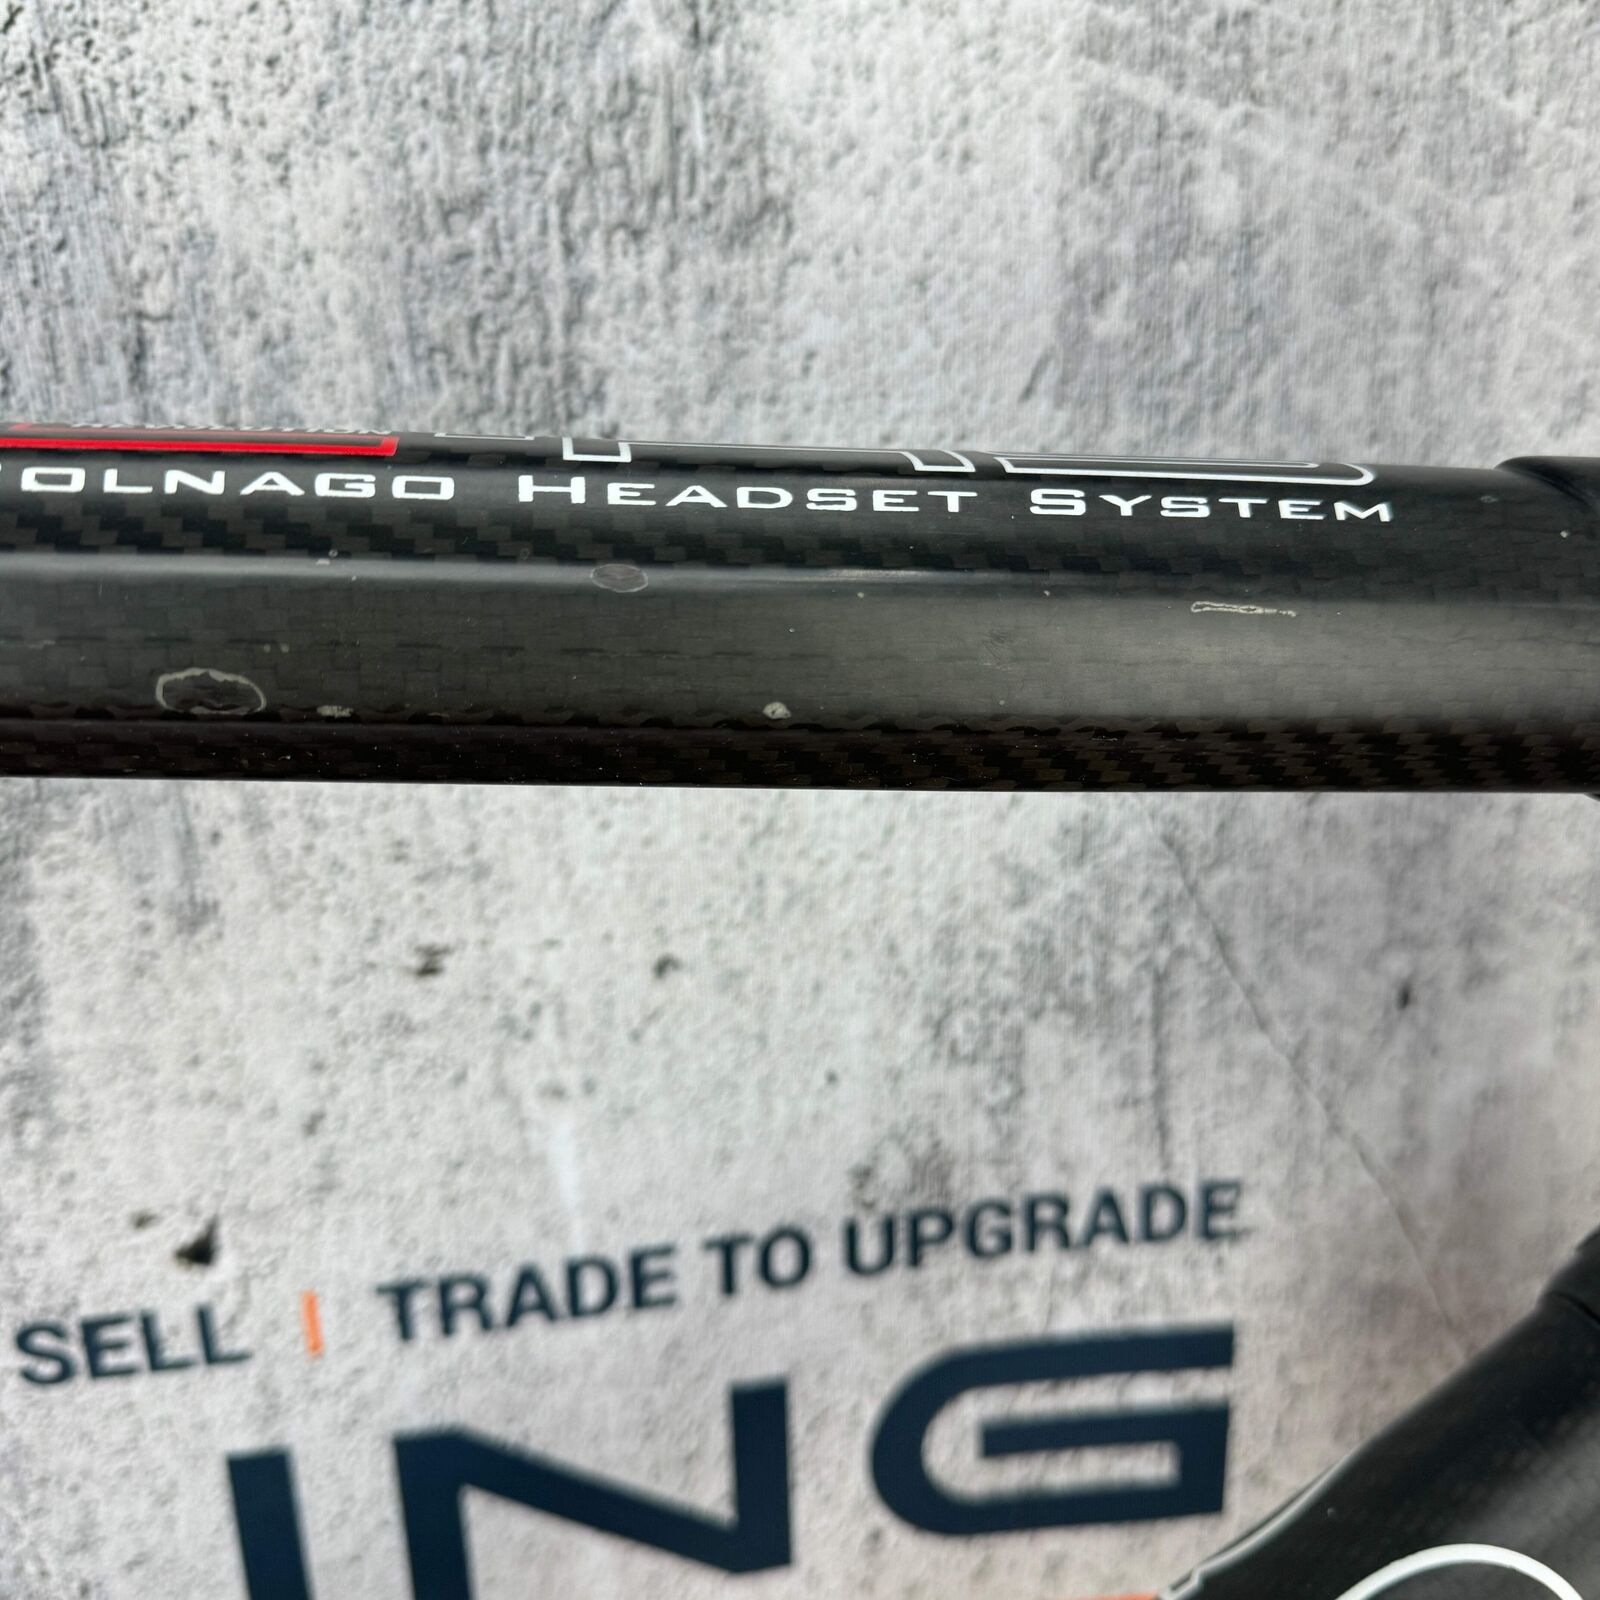 OLNAGO HEADSET SYSTEM
SELL | TRADE TO UPGRADE
ING